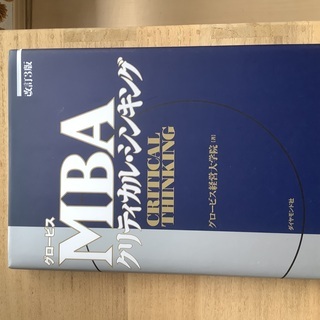 改訂3版
グロービス
MBA
クリティカル・シンキング
CRITICAL
THINKING
グロービス経営大学院 [著]
ダイヤモンド社